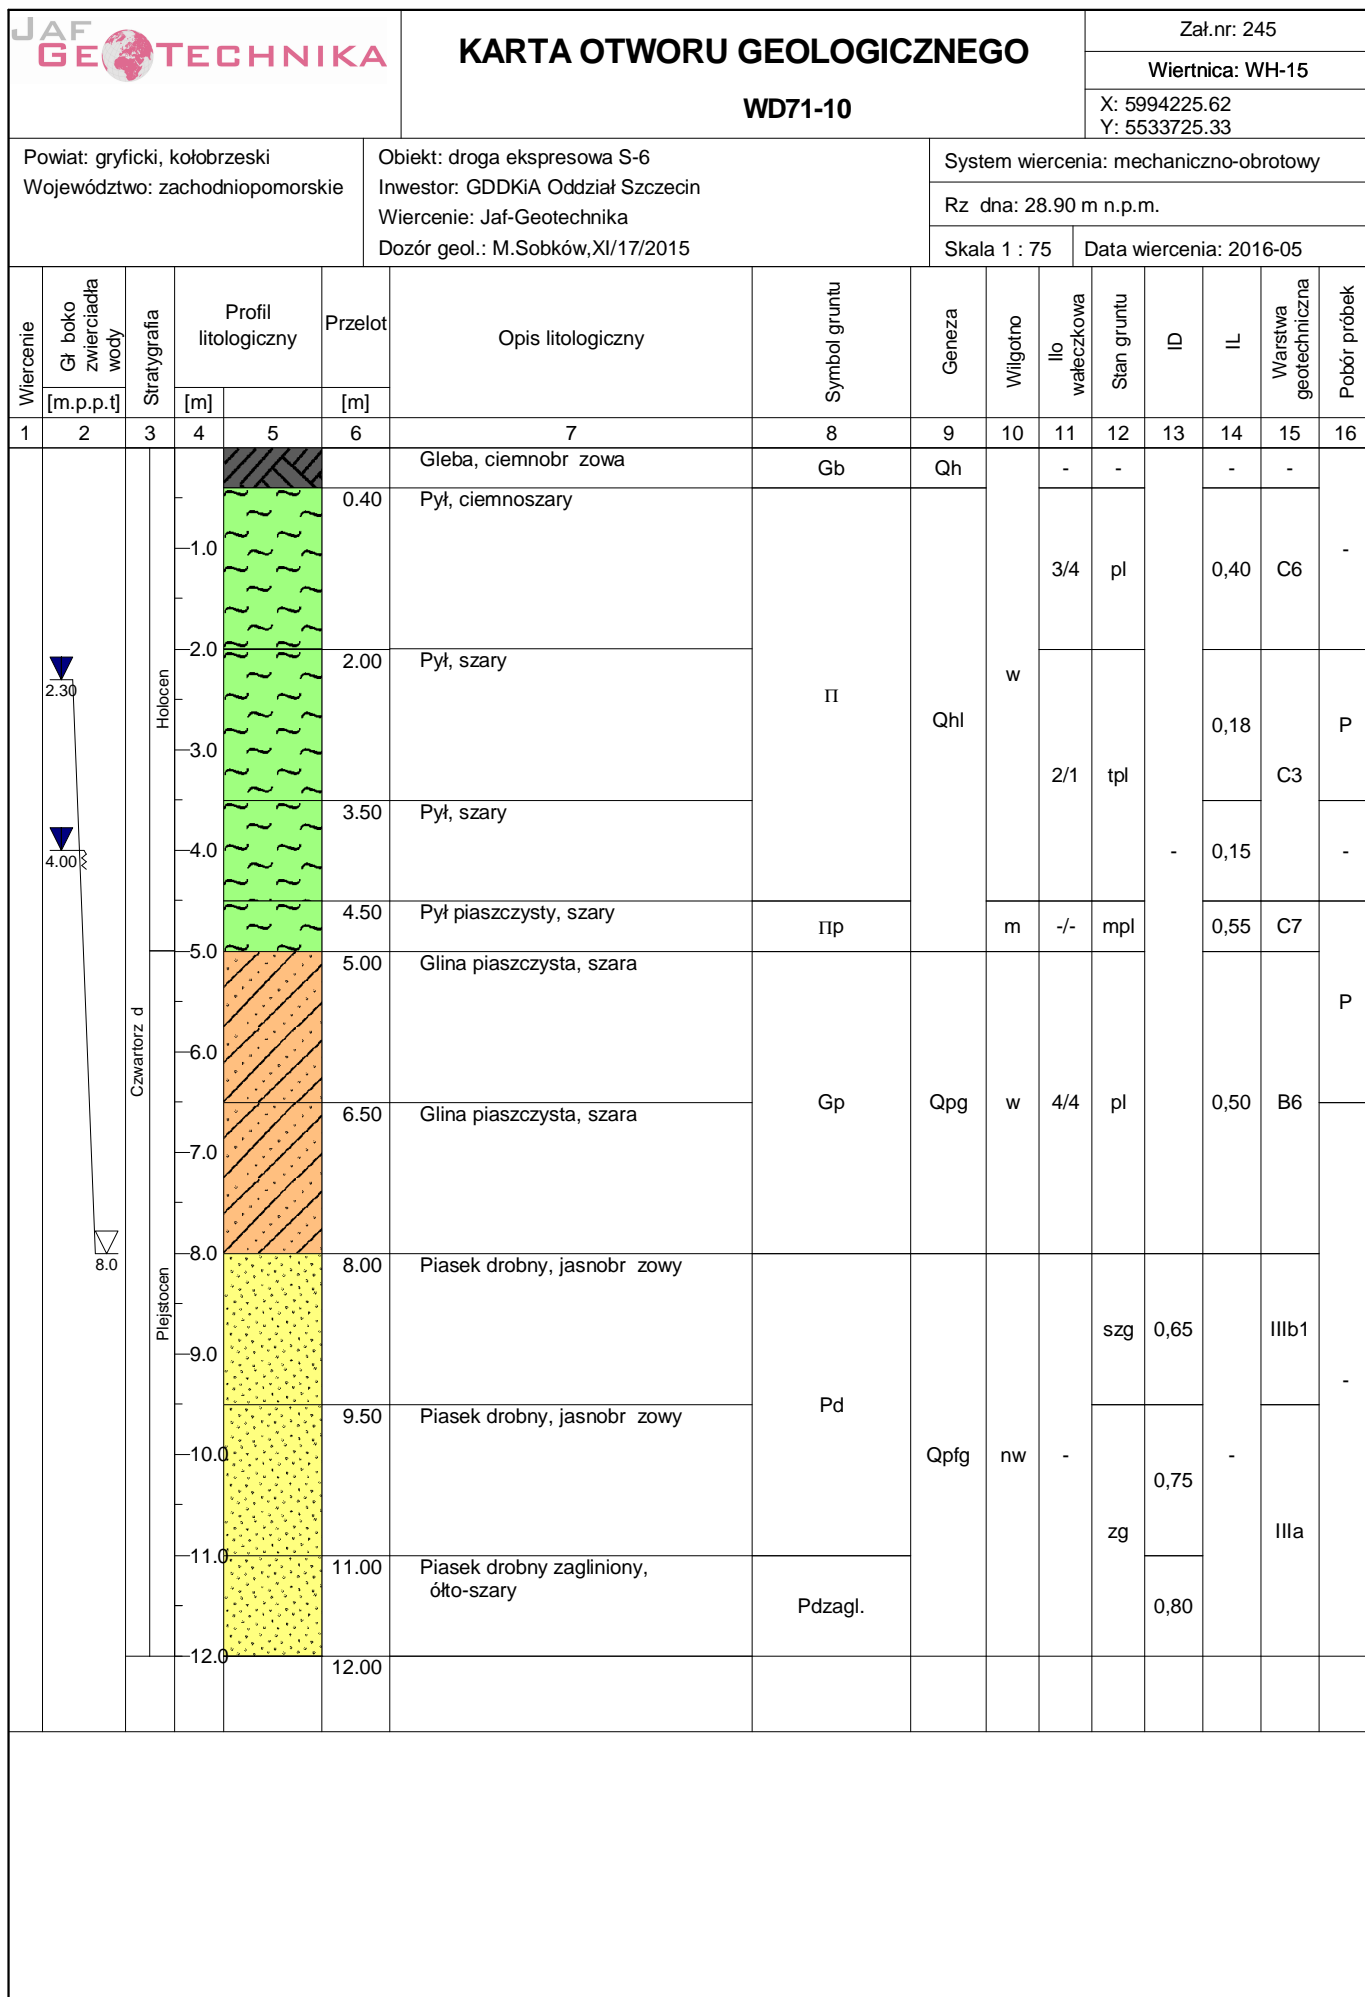 JAF
GEOTECHNIKA
KARTA OTWORU GEOLOGICZNEGO
WD71-10
Zał.nr: 245
Wiertnica: WH-15
X: 5994225.62
Y: 5533725.33
Powiat: gryficki, kołobrzeski
Województwo: zachodniopomorskie
Obiekt: droga ekspresowa S-6
Inwestor: GDDKiA Oddział Szczecin
Wiercenie: Jaf-Geotechnika
Dozór geol.: M.Sobków,XI/17/2015
System wiercenia: mechaniczno-obrotowy
Rz dna: 28.90 m n.p.m.
Skala 1 : 75
Data wiercenia: 2016-05
Wiercenie
Gł boko
zwierciadła
wody
[m.p.p.t]
Stratygrafia
Profil
litologiczny
[m]
Przelot
[m]
Opis litologiczny
Symbol gruntu
Geneza
Wilgotno
Ilo
wałeczkowa
Stan gruntu
ID
IL
Warstwa
geotechniczna
Pobór próbek
1 2 3 4 5 6 7 8 9 10 11 12 13 14 15 16
Gleba, ciemnobr zowa
Gb Qh - - - -
0.40 Pył, ciemnoszary
1.0
3/4 pl 0,40 C6 -
2.0
2.00 Pył, szary
w
2.30
Π
Holocen
Qhl
0,18 P
3.0
2/1 tpl C3
3.50 Pył, szary
4.0
4.00
- 0,15 -
4.50 Pył piaszczysty, szary
Πp m -/- mpl 0,55 C7
5.0
5.00 Glina piaszczysta, szara
P
Czwartorz d
6.0
Gp Qpg w 4/4 pl 0,50 B6
6.50 Glina piaszczysta, szara
7.0
8.0
8.0
8.00 Piasek drobny, jasnobr zowy
Plejstocen
szg 0,65 IIIb1
9.0
-
Pd
9.50 Piasek drobny, jasnobr zowy
10.0
Qpfg nw - -
0,75
zg IIIa
11.0
11.00 Piasek drobny zagliniony,
ółto-szary
Pdzagl. 0,80
12.0
12.00